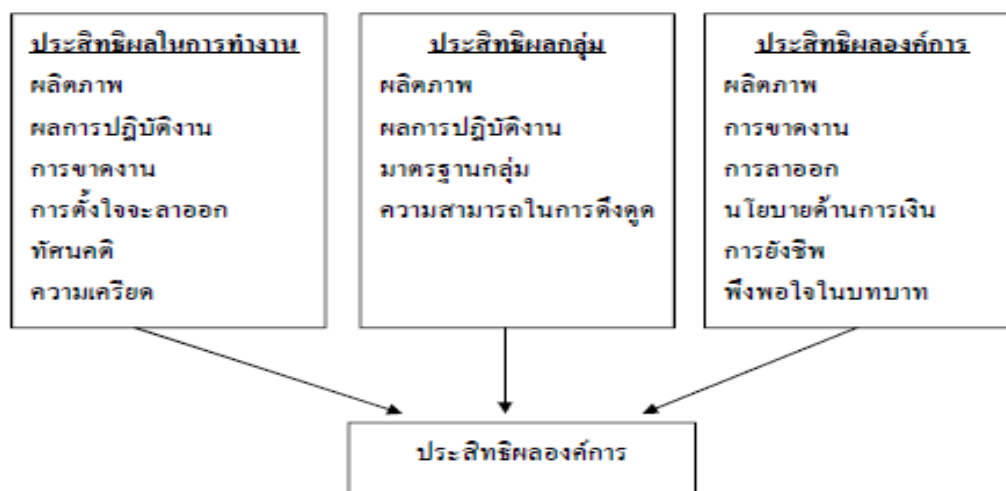 ประสิทธิผลในการทำงาน
ผลิตภาพ
ผลการปฏิบัติงาน
การขาดงาน
การตั้งใจจะลาออก
ทัศนคติ
ความเครียด
ประสิทธิผลกลุ่ม
ผลิตภาพ
ผลการปฏิบัติงาน
มาตรฐานกลุ่ม
ความสามารถในการดึงดูด
ประสิทธิผลองค์การ
ผลิตภาพ
การขาดงาน
การลาออก
นโยบายด้านการเงิน
การยังชีพ
พึงพอใจในบทบาท
ประสิทธิผลองค์การ